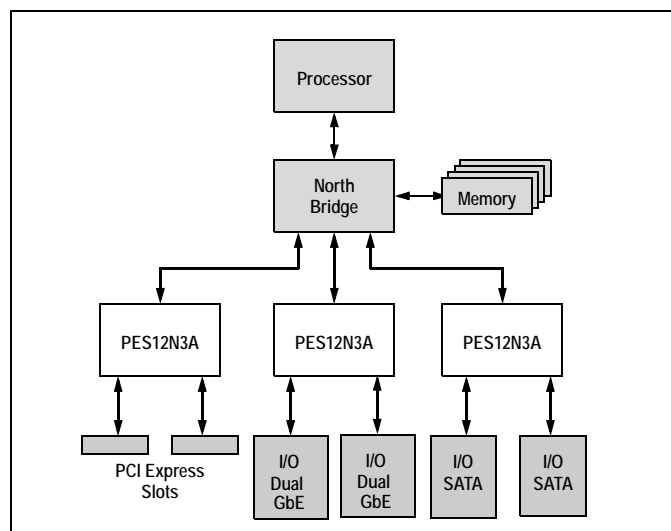 Processor
North
Bridge
Memory
PES12N3A
PES12N3A
PES12N3A
PCI Express
Slots
I/O
Dual
GbE
I/O
Dual
GbE
I/O
SATA
I/O
SATA